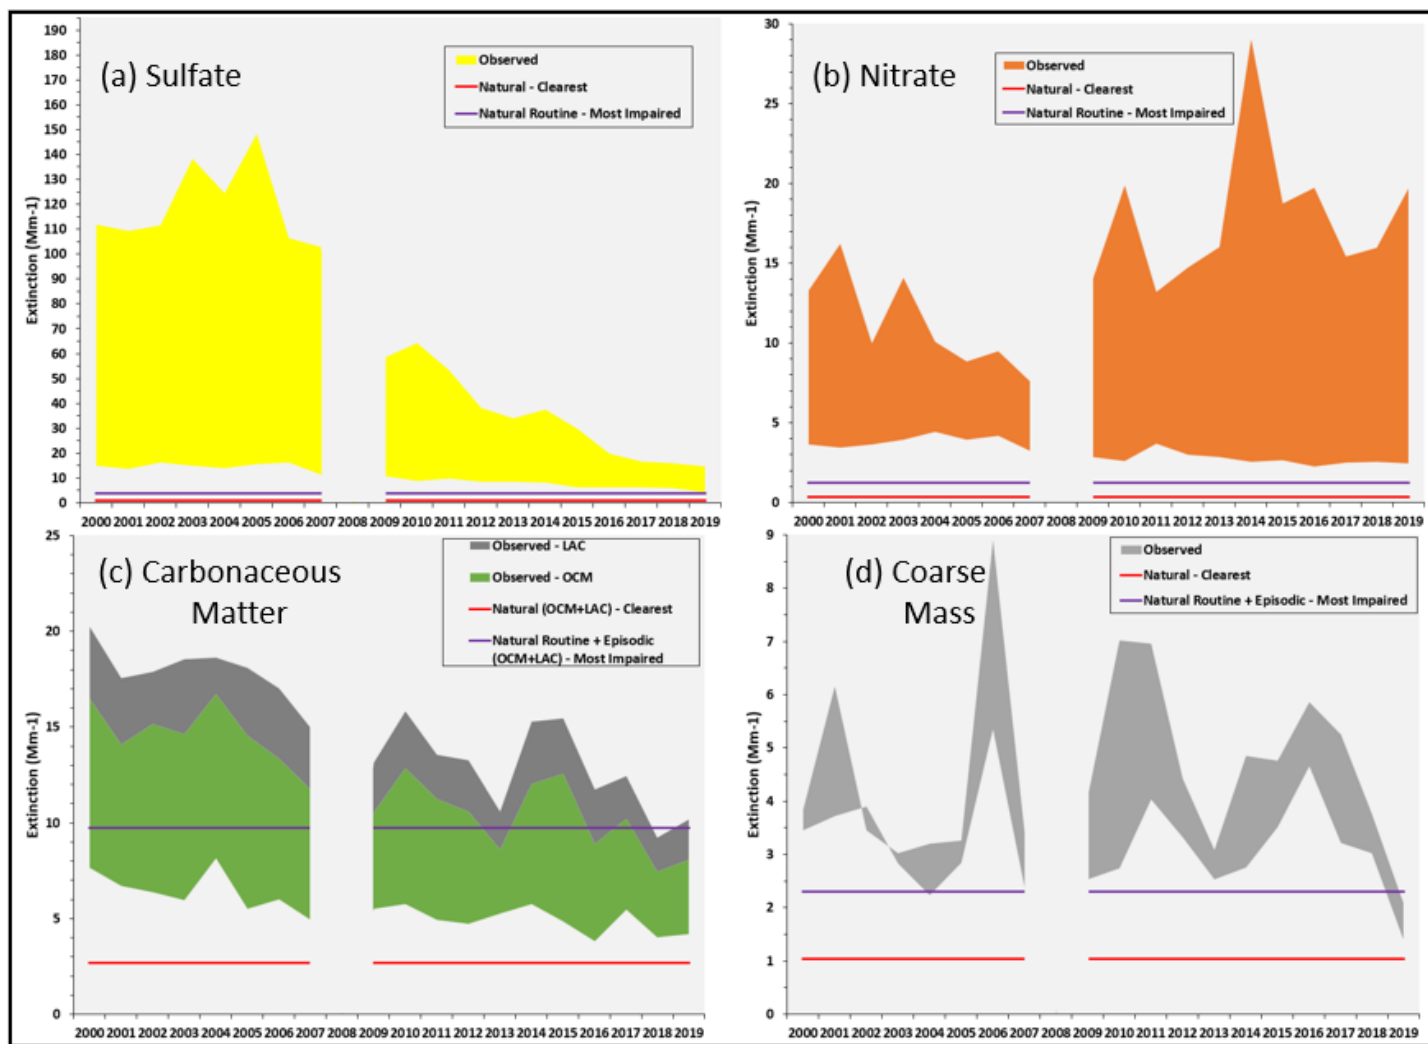 (a) Sulfate
Observed
Natural - Clearest
Natural Routine - Most Impaired
Extinction (Mm-1)
190
180
170
160
150
140
130
120
110
100
90
80
70
60
50
40
30
20
10
0
2000 2001 2002 2003 2004 2005 2006 2007 2008 2009 2010 2011 2012 2013 2014 2015 2016 2017 2018 2019
(b) Nitrate
Observed
Natural - Clearest
Natural Routine - Most Impaired
Extinction (Mm-1)
30
25
20
15
10
5
0
2000 2001 2002 2003 2004 2005 2006 2007 2008 2009 2010 2011 2012 2013 2014 2015 2016 2017 2018 2019
(c) Carbonaceous
Matter
Observed - LAC
Observed - OCM
Natural (OCM+LAC) - Clearest
Natural Routine + Episodic
(OCM+LAC) - Most Impaired
Extinction (Mm-1)
25
20
15
10
5
0
2000 2001 2002 2003 2004 2005 2006 2007 2008 2009 2010 2011 2012 2013 2014 2015 2016 2017 2018 2019
(d) Coarse
Mass
Observed
Natural - Clearest
Natural Routine + Episodic - Most Impaired
Extinction (Mm-1)
9
8
7
6
5
4
3
2
1
0
2000 2001 2002 2003 2004 2005 2006 2007 2008 2009 2010 2011 2012 2013 2014 2015 2016 2017 2018 2019